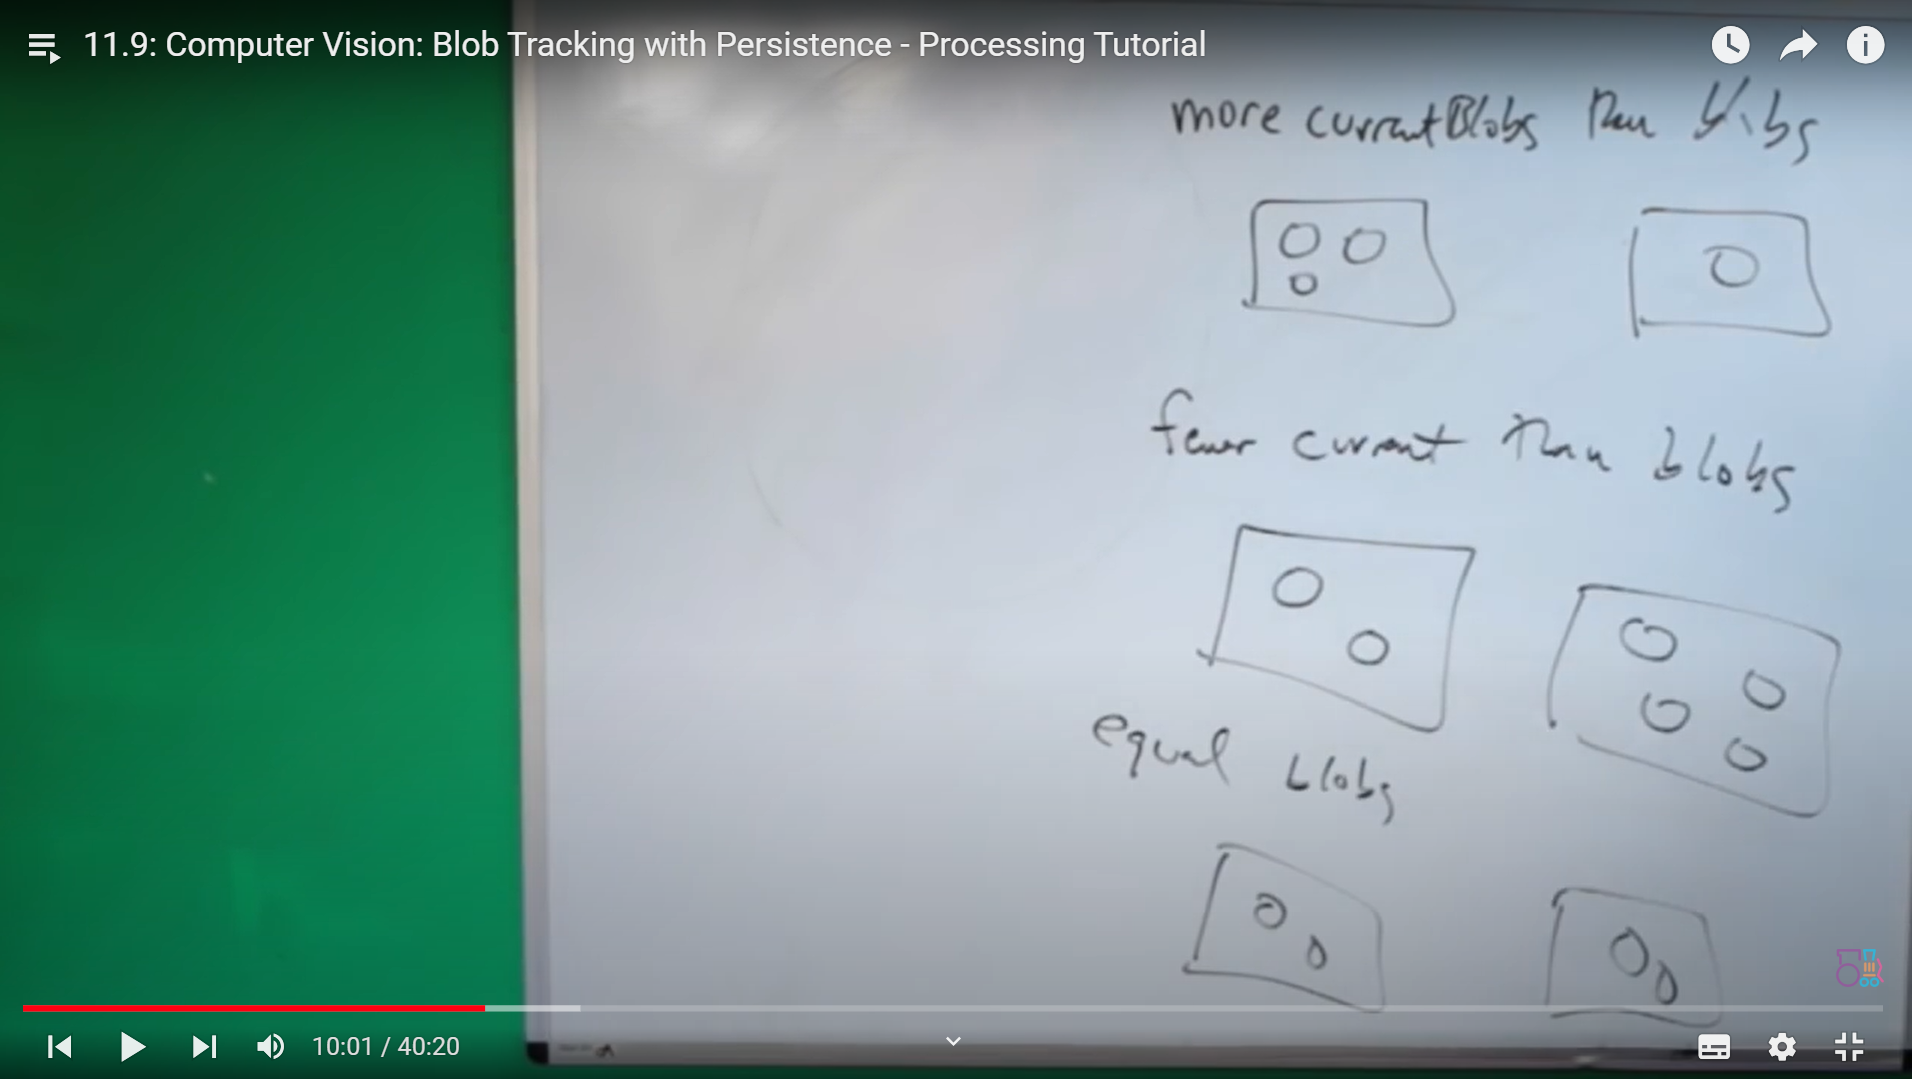 11.9: Computer Vision: Blob Tracking with Persistence - Processing Tutorial
more currentBlobs than blobs
fewer current than blobs
equal blobs
10:01 / 40:20